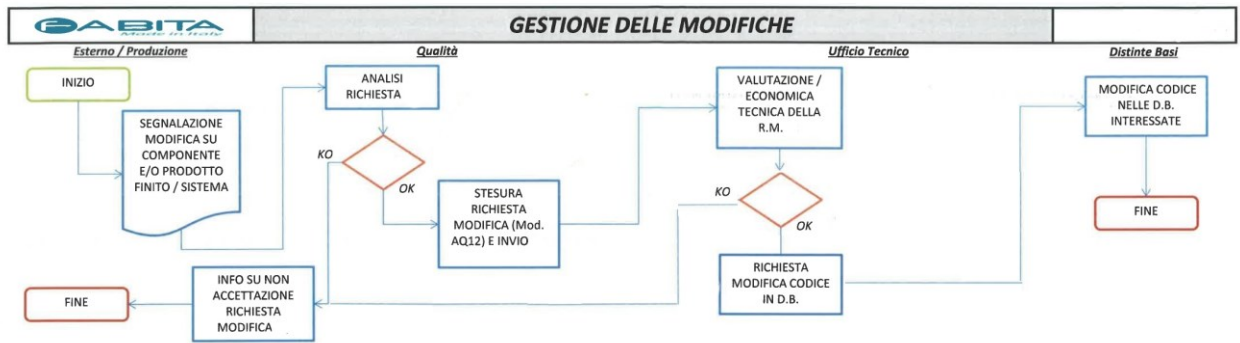 FABITA
Made in Italy
GESTIONE DELLE MODIFICHE
Esterno / Produzione
Qualità
Ufficio Tecnico
Distinte Basi
INIZIO
SEGNALAZIONE
MODIFICA SU
COMPONENTE
E/O PRODOTTO
FINITO / SISTEMA
ANALISI
RICHIESTA
KO
OK
STESURA
RICHIESTA
MODIFICA (Mod.
AQ12) E INVIO
VALUTAZIONE /
ECONOMICA
TECNICA DELLA
R.M.
KO
OK
RICHIESTA
MODIFICA CODICE
IN D.B.
MODIFICA CODICE
NELLE D.B.
INTERESSATE
FINE
INFO SU NON
ACCETTAZIONE
RICHIESTA
MODIFICA
FINE